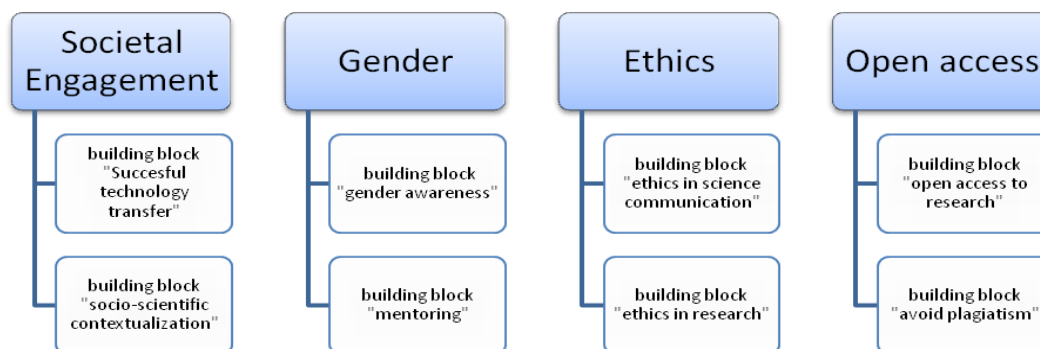 Societal
Engagement
building block
"Succesful
technology
transfer"
building block
"socio-scientific
contextualization"
Gender
building block
"gender awareness"
building block
"mentoring"
Ethics
building block
"ethics in science
communication"
building block
"ethics in research"
Open access
building block
"open access to
research"
building block
"avoid plagiatism"